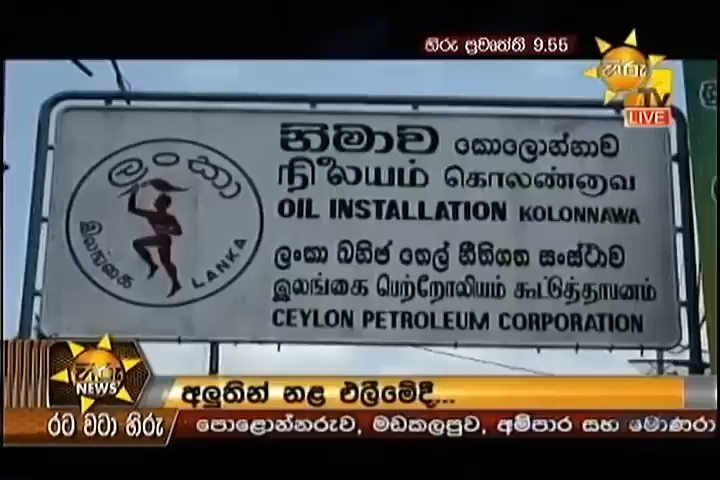 හිරු ප්‍රවෘත්ති 9.55
හිරු
TV
LIVE
ලංකා
இலங்கை
LANKA
නිමාව කොලොන්නාව
நிலையம் கொலண்னுவ
OIL INSTALLATION KOLONNAWA
ලංකා ඛනිජ තෙල් නීතිගත සංස්ථාව
இலங்கை பெற்றோலியம் கூட்டுத்தாபனம்
CEYLON PETROLEUM CORPORATION
හිරු
NEWS
අලුතින් නළ එලීමේදී...
රට වටා හිරු
පොළොන්නරුව, මඩකලපුව, අම්පාර සහ මොණරා